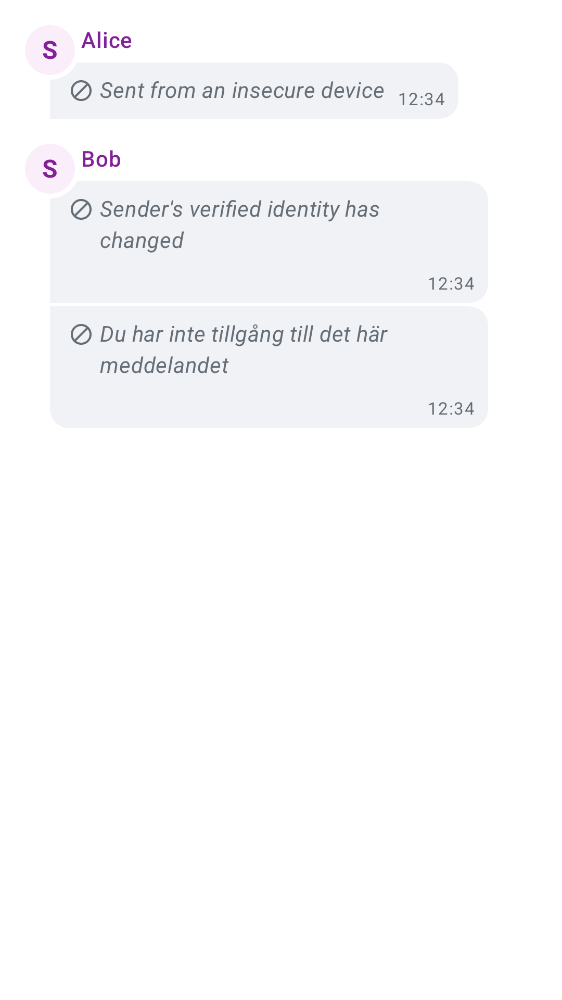 S
Alice
Sent from an insecure device 12:34
S
Bob
Sender's verified identity has
changed
12:34
Du har inte tillgång till det här
meddelandet
12:34